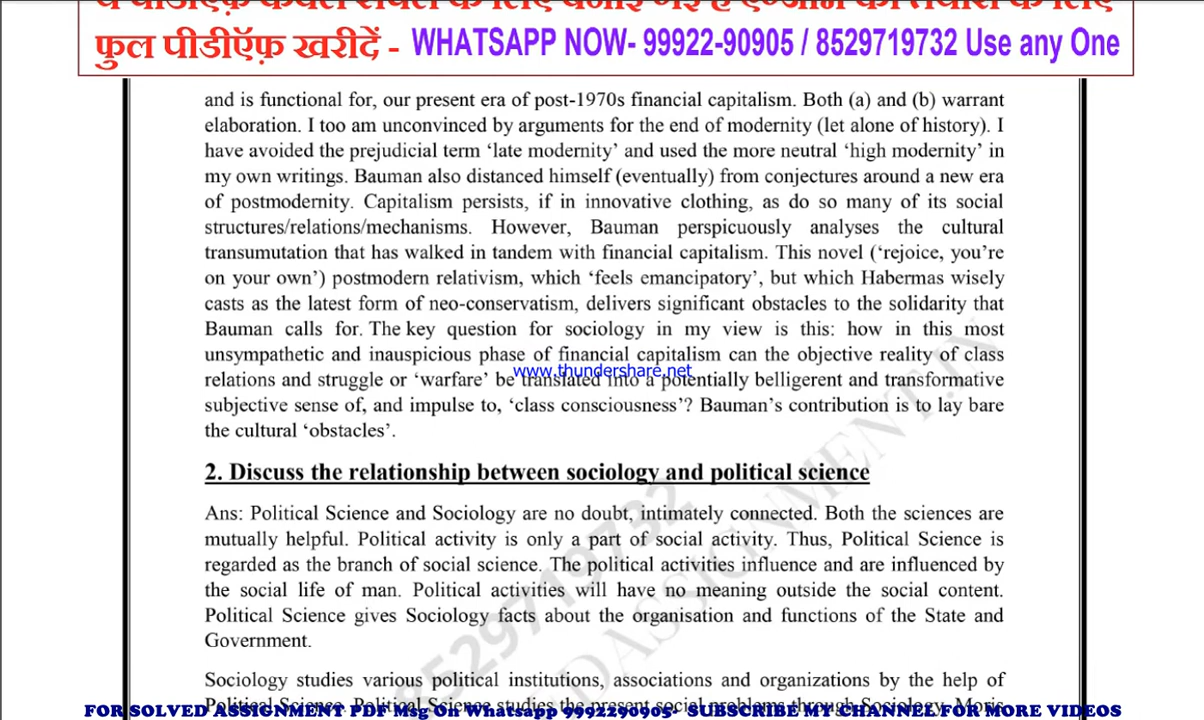 फुल पीडीऍफ़ खरीदें - WHATSAPP NOW- 99922-90905 / 8529719732 Use any One
and is functional for, our present era of post-1970s financial capitalism. Both (a) and (b) warrant
elaboration. I too am unconvinced by arguments for the end of modernity (let alone of history). I
have avoided the prejudicial term ‘late modernity’ and used the more neutral ‘high modernity’ in
my own writings. Bauman also distanced himself (eventually) from conjectures around a new era
of postmodernity. Capitalism persists, if in innovative clothing, as do so many of its social
structures/relations/mechanisms. However, Bauman perspicuously analyses the cultural
transumutation that has walked in tandem with financial capitalism. This novel (‘rejoice, you’re
on your own’) postmodern relativism, which ‘feels emancipatory’, but which Habermas wisely
casts as the latest form of neo-conservatism, delivers significant obstacles to the solidarity that
Bauman calls for. The key question for sociology in my view is this: how in this most
unsympathetic and inauspicious phase of financial capitalism can the objective reality of class
www.thundershare.net
relations and struggle or ‘warfare’ be translated into a potentially belligerent and transformative
subjective sense of, and impulse to, ‘class consciousness’? Bauman’s contribution is to lay bare
the cultural ‘obstacles’.
2. Discuss the relationship between sociology and political science
Ans: Political Science and Sociology are no doubt, intimately connected. Both the sciences are
mutually helpful. Political activity is only a part of social activity. Thus, Political Science is
regarded as the branch of social science. The political activities influence and are influenced by
the social life of man. Political activities will have no meaning outside the social content.
Political Science gives Sociology facts about the organisation and functions of the State and
Government.
Sociology studies various political institutions, associations and organizations by the help of
Political Science. Political Science studies the present social problems through Sociology. Moris
FOR SOLVED ASSIGNMENT PDF Msg On Whatsapp 9992290905- SUBSCRIBE MY CHANNEL FOR MORE VIDEOS
8529719732